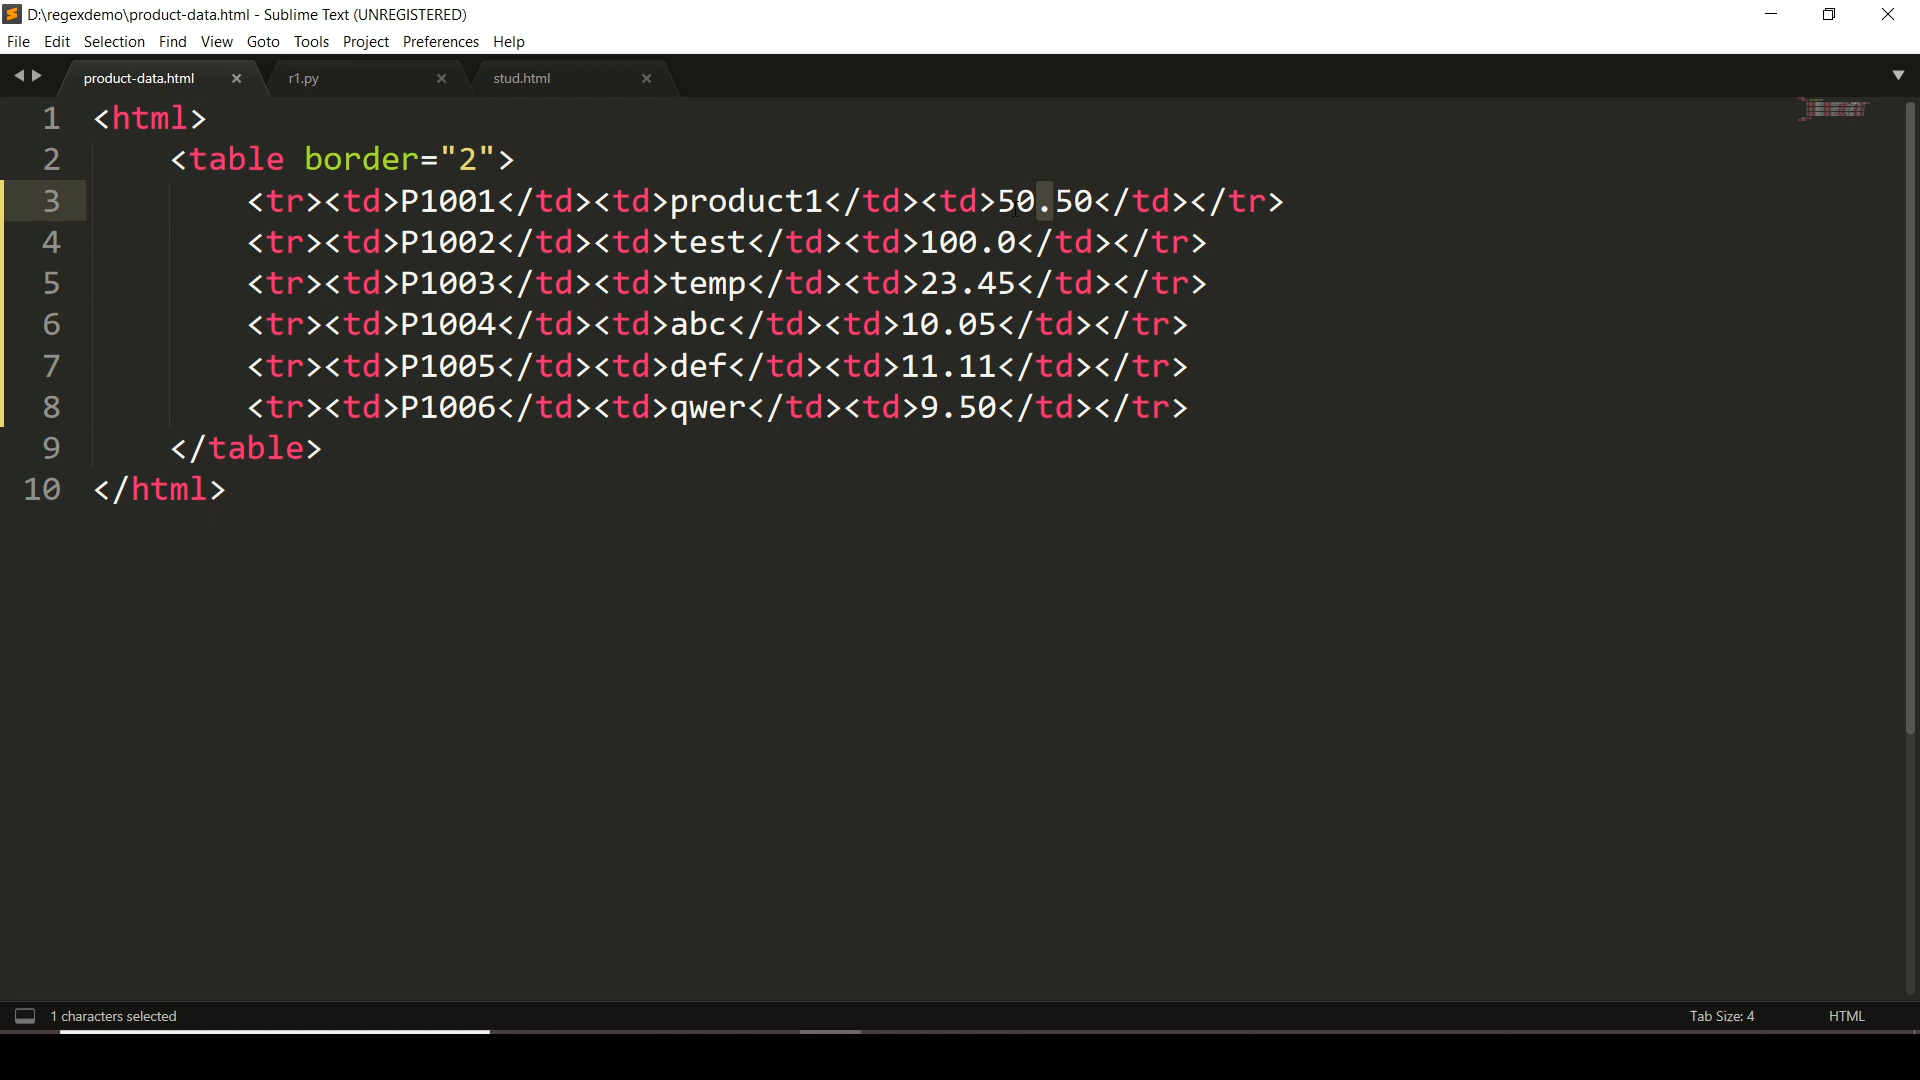 D:\regexdemo\product-data.html - Sublime Text (UNREGISTERED)
File Edit Selection Find View Goto Tools Project Preferences Help
product-data.html r1.py stud.html
1 <html>
2 <table border="2">
3 <tr><td>P1001</td><td>product1</td><td>50.50</td></tr>
4 <tr><td>P1002</td><td>test</td><td>100.0</td></tr>
5 <tr><td>P1003</td><td>temp</td><td>23.45</td></tr>
6 <tr><td>P1004</td><td>abc</td><td>10.05</td></tr>
7 <tr><td>P1005</td><td>def</td><td>11.11</td></tr>
8 <tr><td>P1006</td><td>qwer</td><td>9.50</td></tr>
9 </table>
10 </html>
1 characters selected Tab Size: 4 HTML